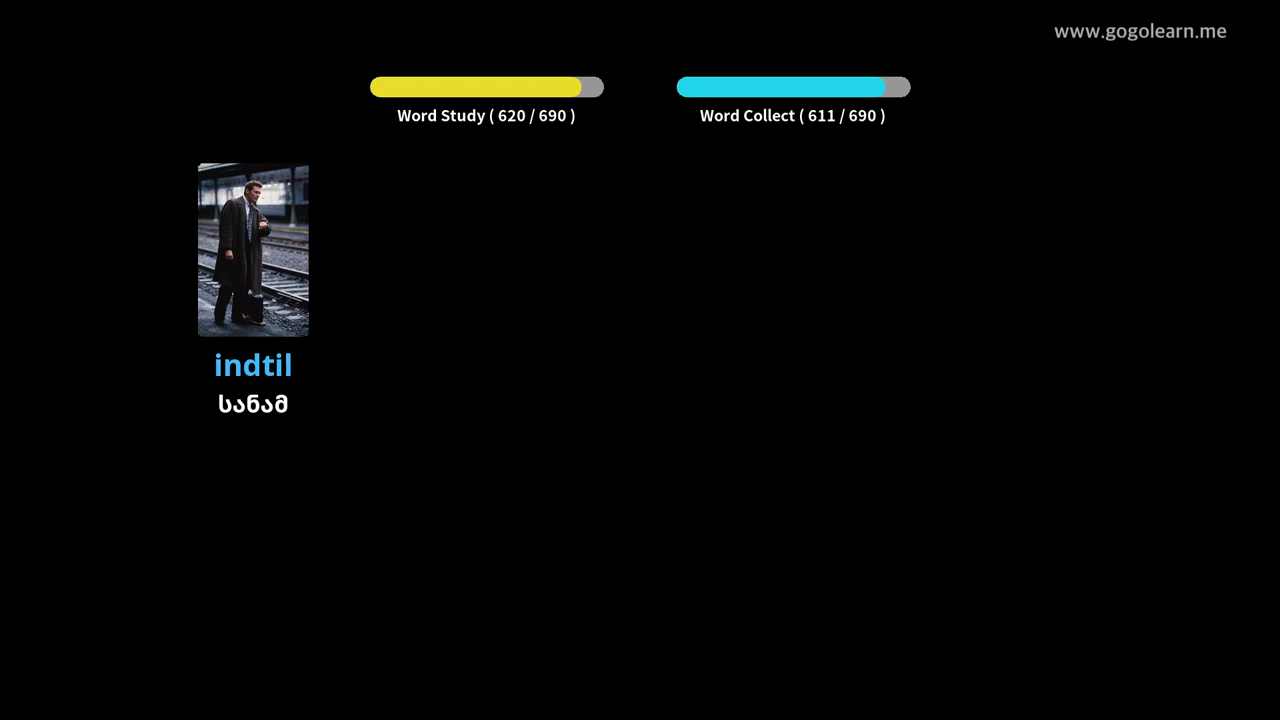 www.gogolearn.me
Word Study ( 620 / 690 )
Word Collect ( 611 / 690 )
indtil
სანამ